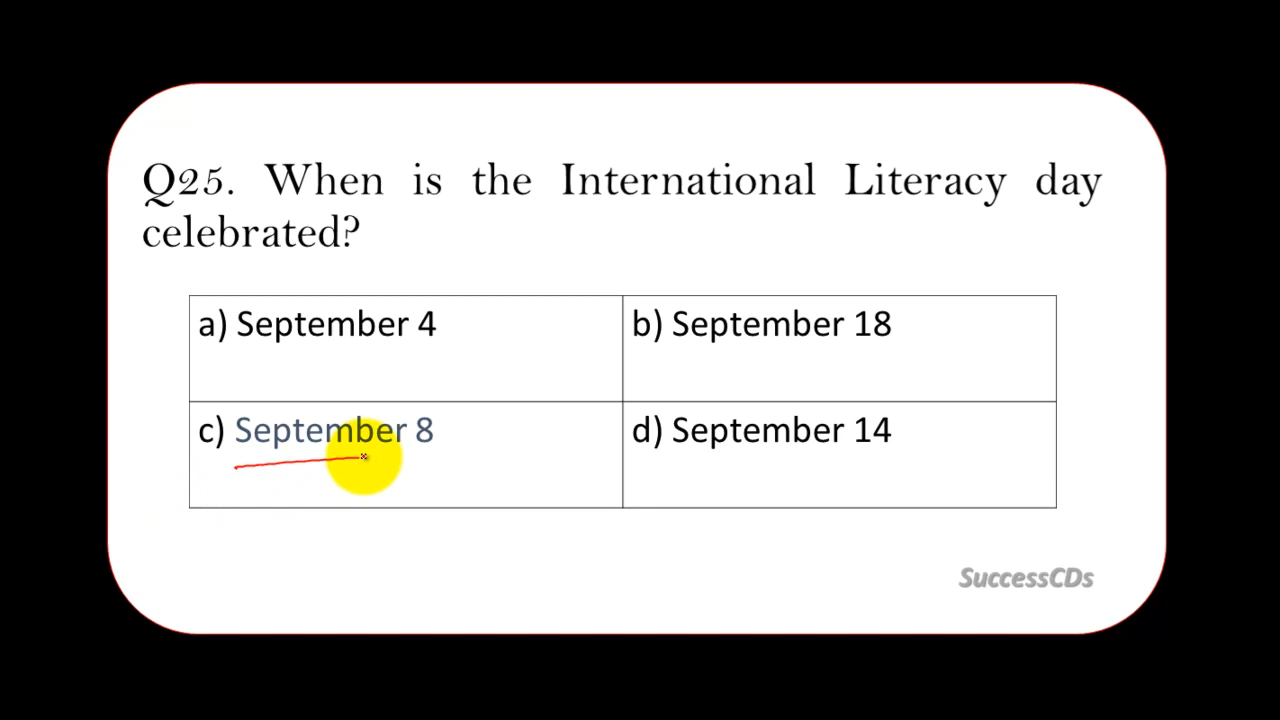 Q25. When is the International Literacy day
celebrated?
a) September 4
b) September 18
c) September 8
d) September 14
SuccessCDs